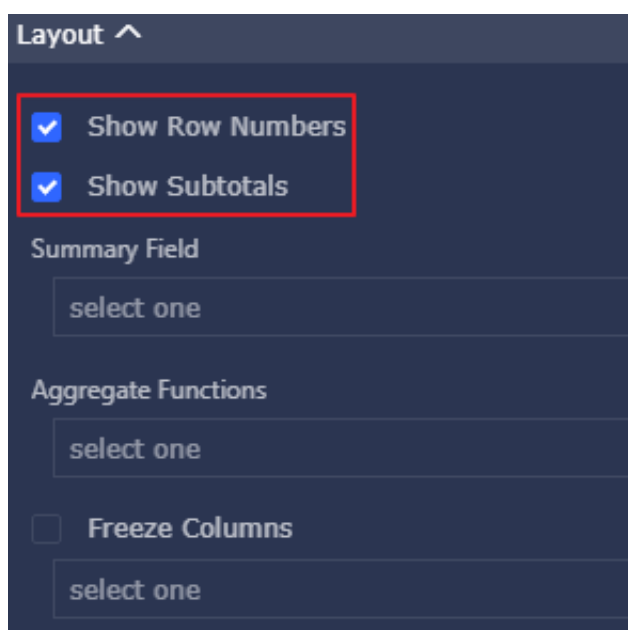 Layout
Show Row Numbers
Show Subtotals
Summary Field
select one
Aggregate Functions
select one
Freeze Columns
select one